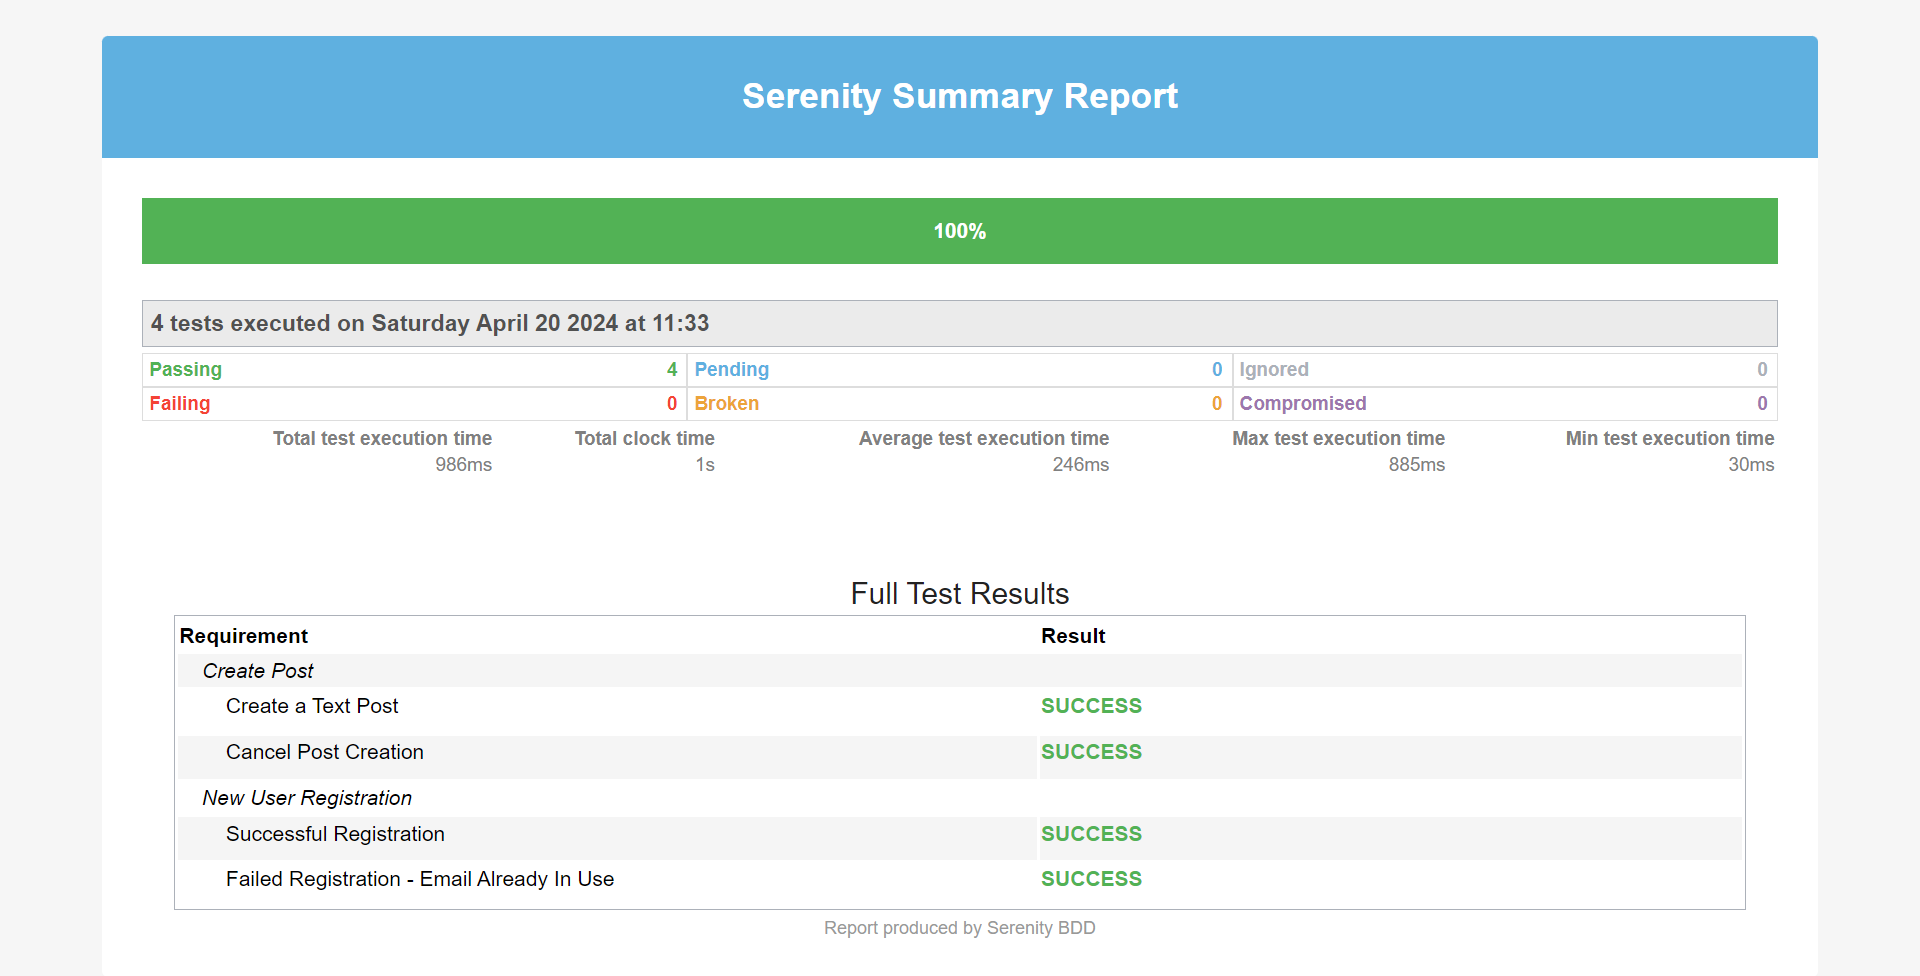 Serenity Summary Report
100%
4 tests executed on Saturday April 20 2024 at 11:33
Passing 4 Pending 0 Ignored 0
Failing 0 Broken 0 Compromised 0
Total test execution time Total clock time Average test execution time Max test execution time Min test execution time
986ms 1s 246ms 885ms 30ms
Full Test Results
Requirement Result
Create Post
Create a Text Post SUCCESS
Cancel Post Creation SUCCESS
New User Registration
Successful Registration SUCCESS
Failed Registration - Email Already In Use SUCCESS
Report produced by Serenity BDD